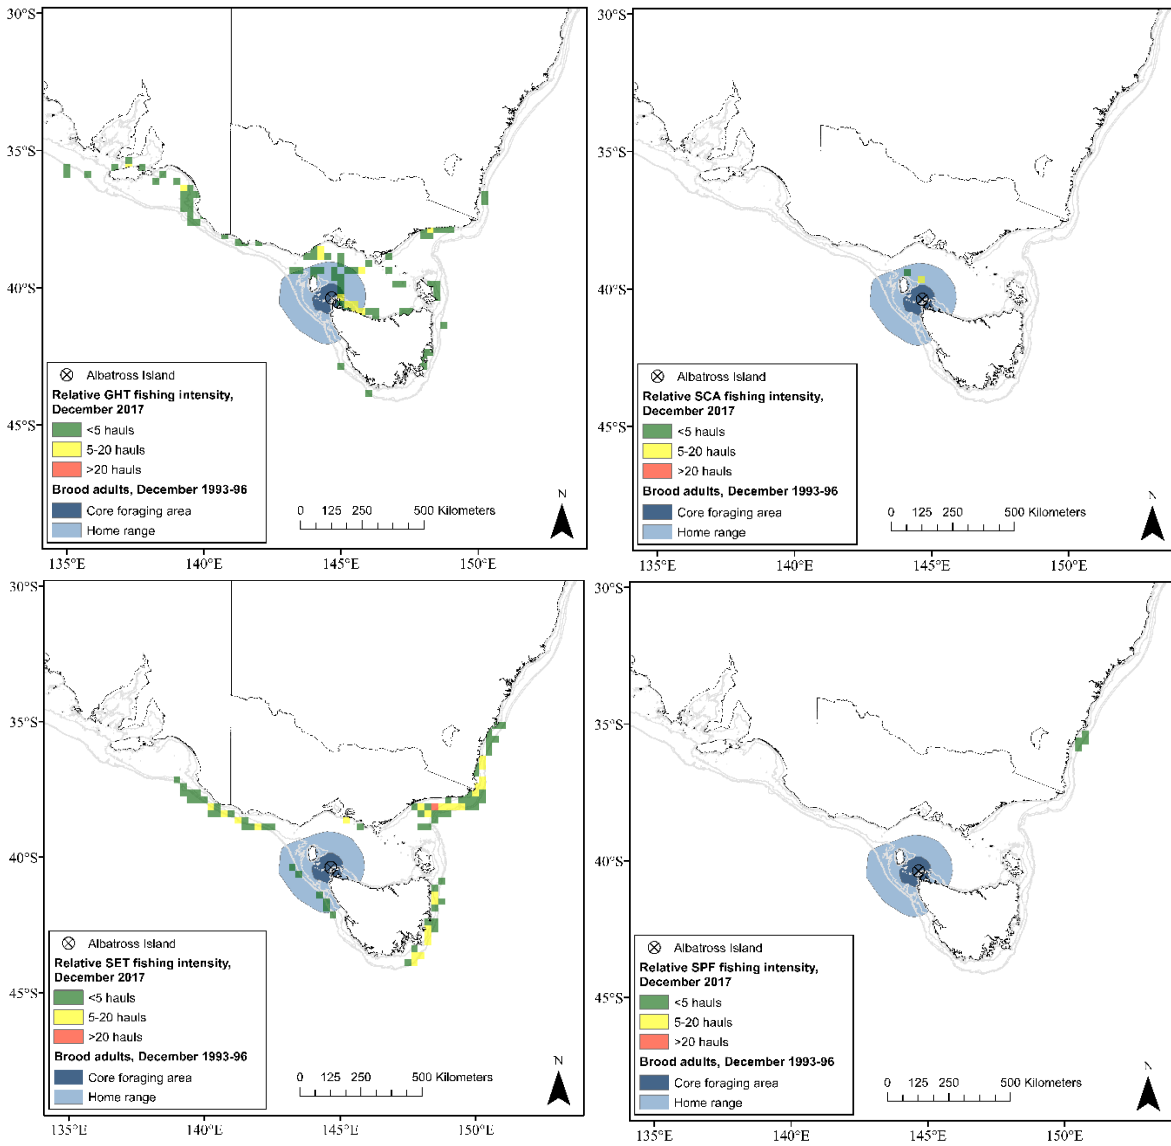 30°S
35°S
40°S
45°S
Albatross Island
Relative GHT fishing intensity,
December 2017
<5 hauls
5-20 hauls
>20 hauls
Brood adults, December 1993-96
Core foraging area
Home range
0 125 250 500 Kilometers
N
135°E 140°E 145°E 150°E
30°S
35°S
40°S
45°S
Albatross Island
Relative SCA fishing intensity,
December 2017
<5 hauls
5-20 hauls
>20 hauls
Brood adults, December 1993-96
Core foraging area
Home range
0 125 250 500 Kilometers
N
135°E 140°E 145°E 150°E
30°S
35°S
40°S
45°S
Albatross Island
Relative SET fishing intensity,
December 2017
<5 hauls
5-20 hauls
>20 hauls
Brood adults, December 1993-96
Core foraging area
Home range
0 125 250 500 Kilometers
N
135°E 140°E 145°E 150°E
30°S
35°S
40°S
45°S
Albatross Island
Relative SPF fishing intensity,
December 2017
<5 hauls
5-20 hauls
>20 hauls
Brood adults, December 1993-96
Core foraging area
Home range
0 125 250 500 Kilometers
N
135°E 140°E 145°E 150°E